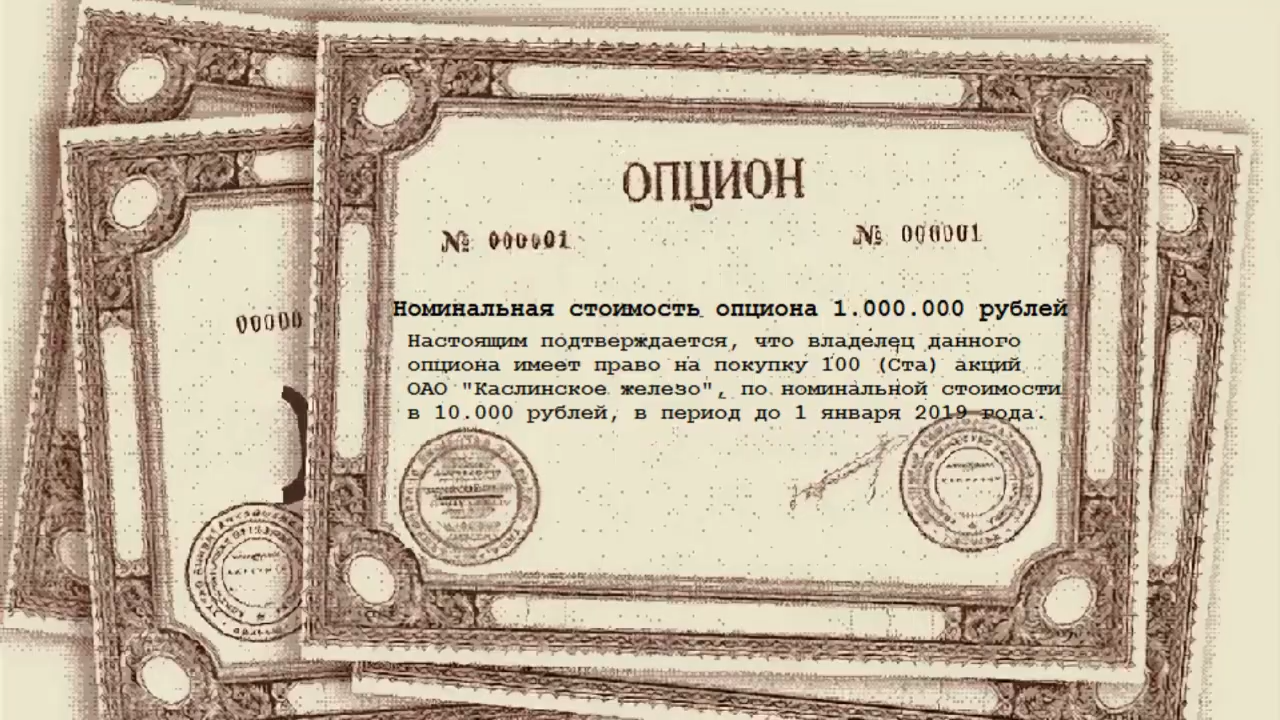 ОПЦИОН
№ 000001 № 000001
Номинальная стоимость опциона 1.000.000 рублей
Настоящим подтверждается, что владелец данного
опциона имеет право на покупку 100 (Ста) акций
ОАО "Каслинское железо", по номинальной стоимости
в 10.000 рублей, в период до 1 января 2019 года.
00000